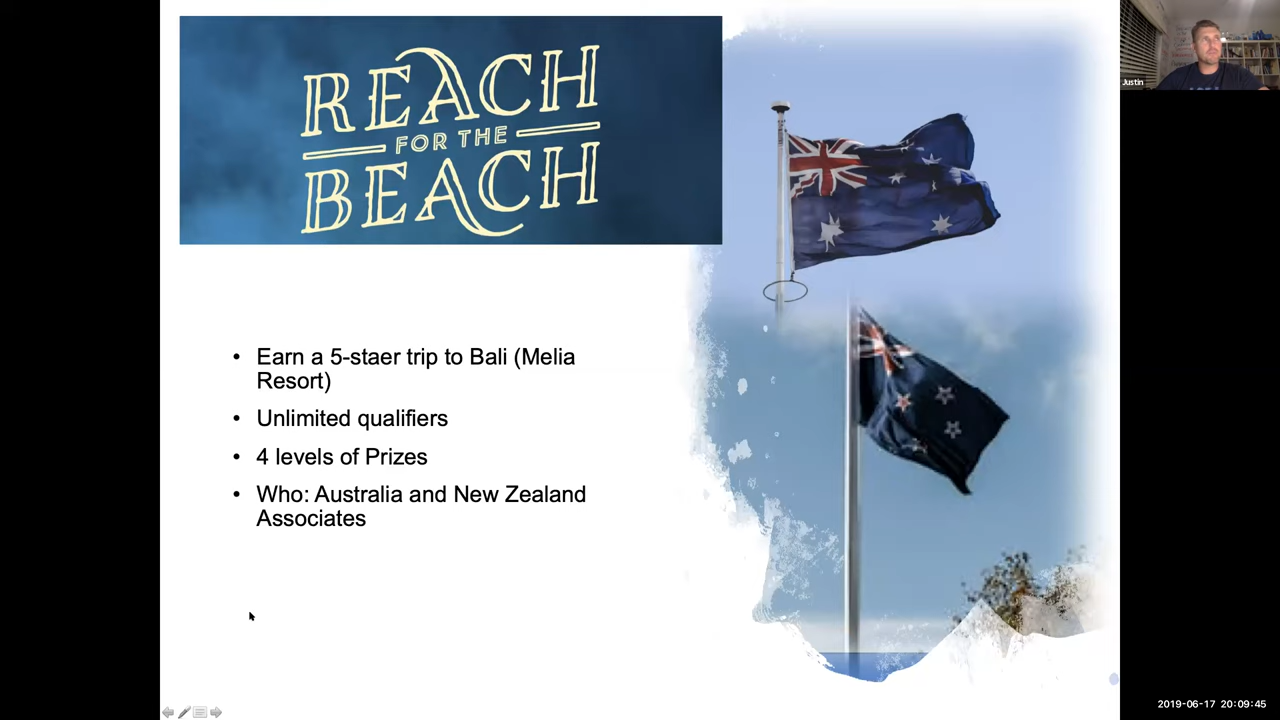 REACH
FOR THE
BEACH
• Earn a 5-staer trip to Bali (Melia
Resort)
• Unlimited qualifiers
• 4 levels of Prizes
• Who: Australia and New Zealand
Associates
Justin
2019-06-17 20:09:45